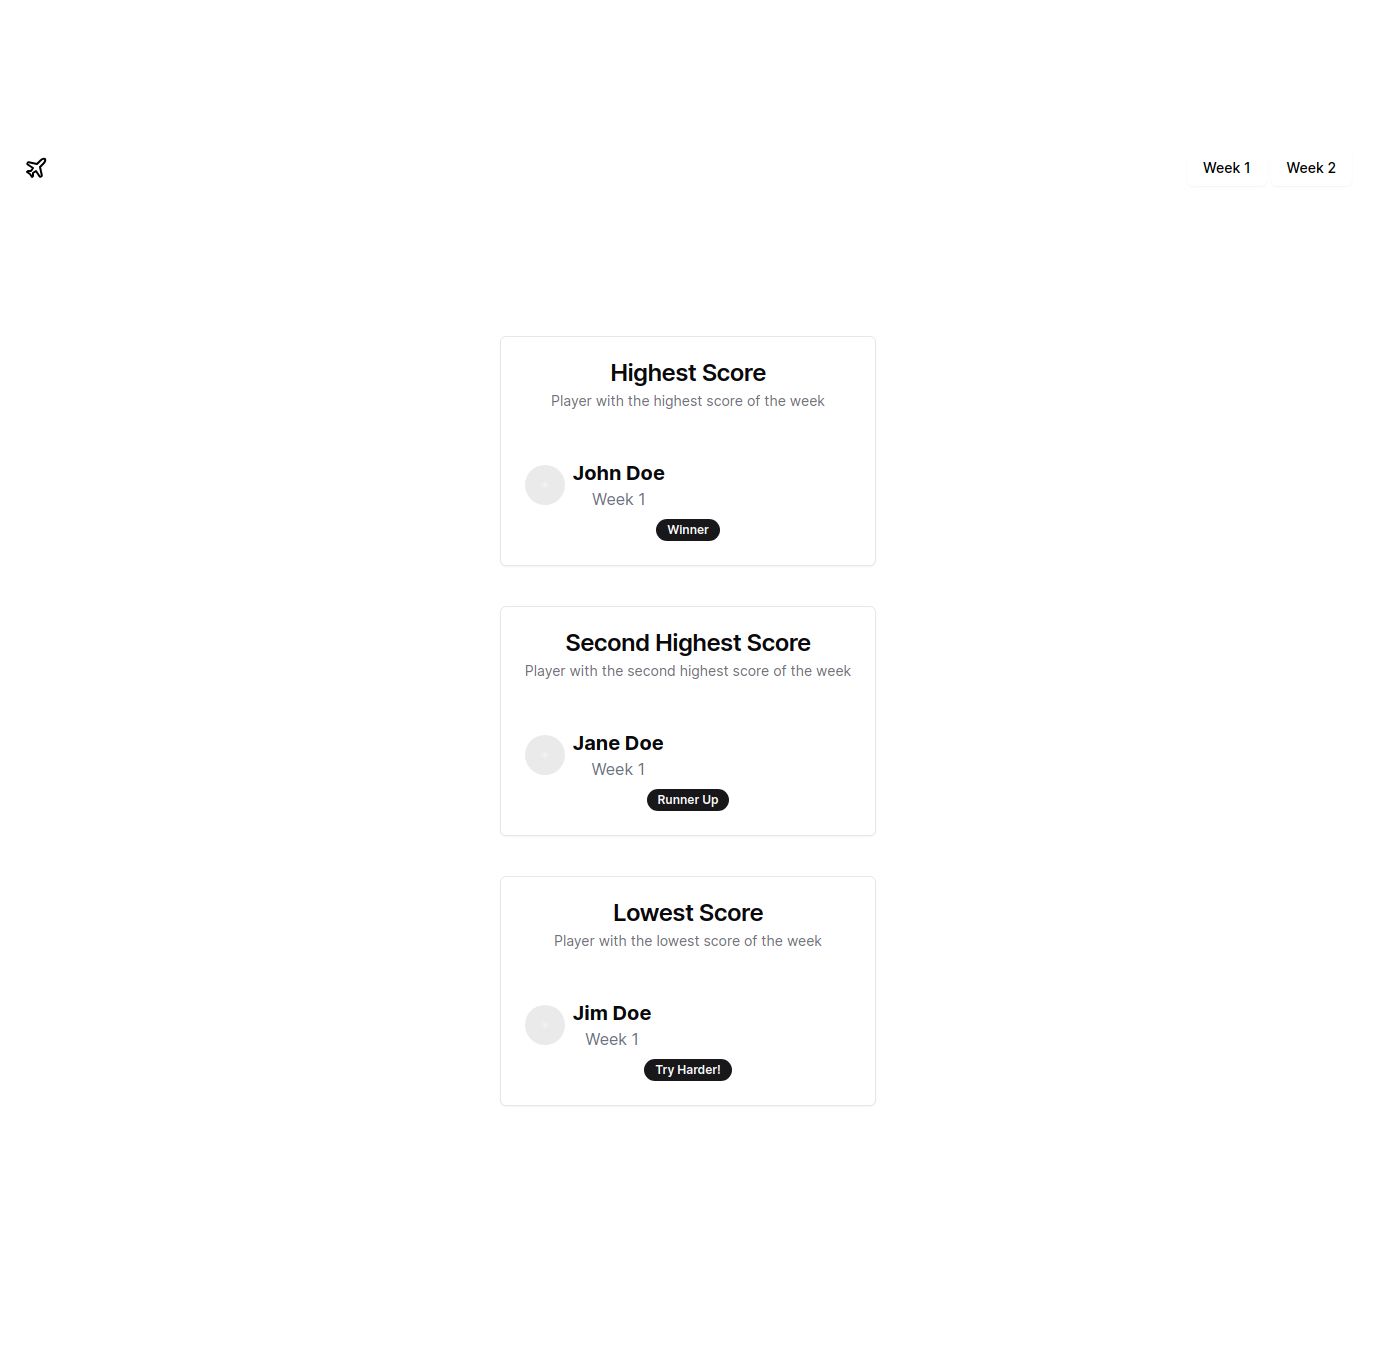 Week 1
Week 2
Highest Score
Player with the highest score of the week
John Doe
Week 1
Winner
Second Highest Score
Player with the second highest score of the week
Jane Doe
Week 1
Runner Up
Lowest Score
Player with the lowest score of the week
Jim Doe
Week 1
Try Harder!